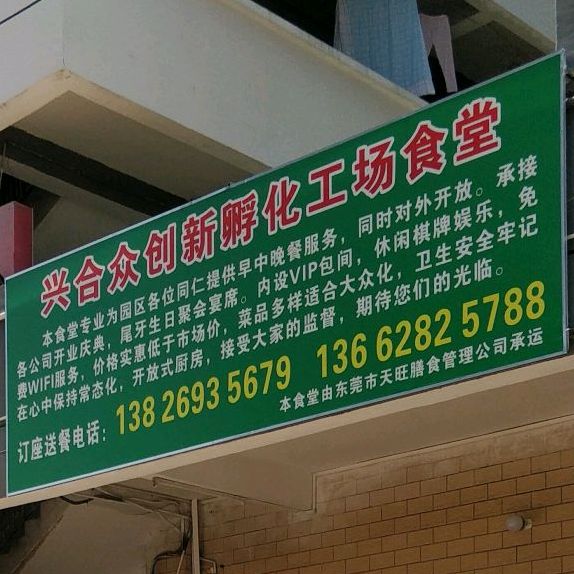 兴合众创新孵化工场食堂
本食堂专业为园区各位同仁提供早中晚餐服务，同时对外开放。承接
各公司开业庆典，尾牙生日聚会宴席。内设VIP包间，休闲棋牌娱乐，免
费WIFI服务，价格实惠低于市场价，菜品多样适合大众化，卫生安全牢记
在心中保持常态化，开放式厨房，接受大家的监督，期待您们的光临。
订座送餐电话：138 2693 5679 136 6282 5788
本食堂由东莞市天旺膳食管理公司承运